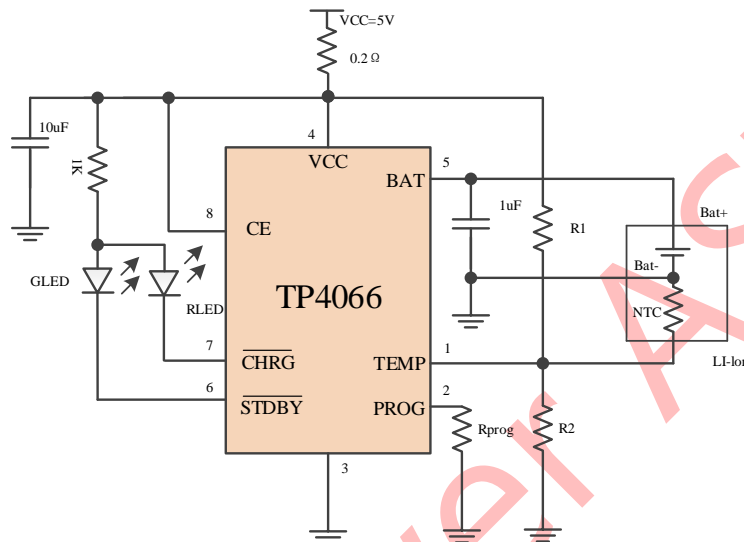 VCC=5V
0.2Ω
10uF
1K
4
VCC
5
BAT
8
CE
1uF
R1
Bat+
Bat-
GLED
RLED
TP4066
NTC
7
CHRG
TEMP
1
LI-Ion
6
STDBY
PROG
2
Rprog
R2
3